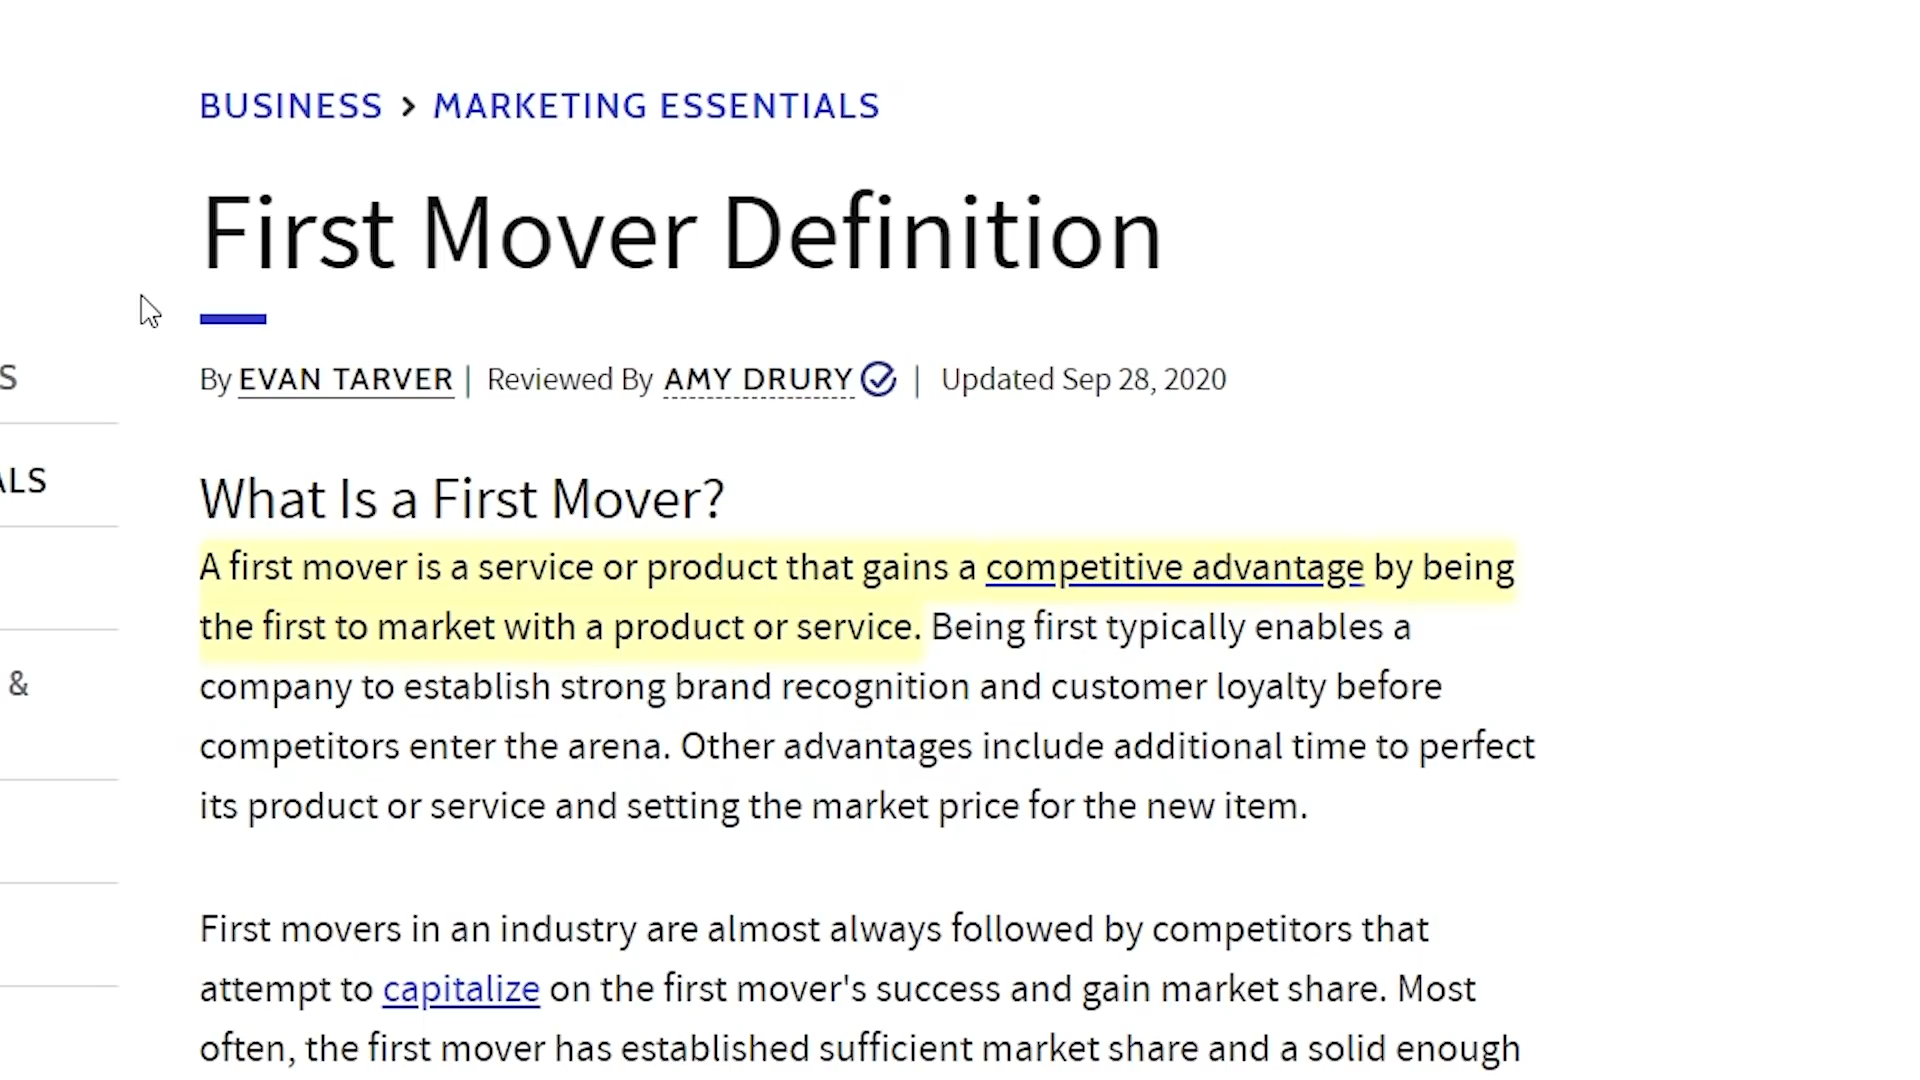 BUSINESS > MARKETING ESSENTIALS
First Mover Definition
By EVAN TARVER | Reviewed By AMY DRURY | Updated Sep 28, 2020
S
ALS
&
What Is a First Mover?
A first mover is a service or product that gains a competitive advantage by being
the first to market with a product or service. Being first typically enables a
company to establish strong brand recognition and customer loyalty before
competitors enter the arena. Other advantages include additional time to perfect
its product or service and setting the market price for the new item.
First movers in an industry are almost always followed by competitors that
attempt to capitalize on the first mover's success and gain market share. Most
often, the first mover has established sufficient market share and a solid enough